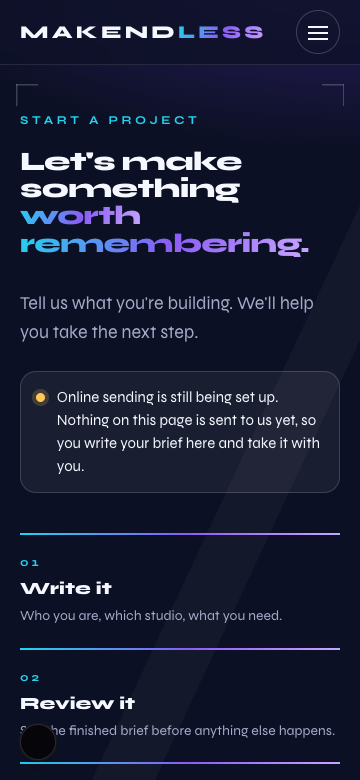 MAKENDLESS
START A PROJECT
Let's make
something
worth
remembering.
Tell us what you're building. We'll help
you take the next step.
Online sending is still being set up.
Nothing on this page is sent to us yet, so
you write your brief here and take it with
you.
01
Write it
Who you are, which studio, what you need.
02
Review it
the finished brief before anything else happens.